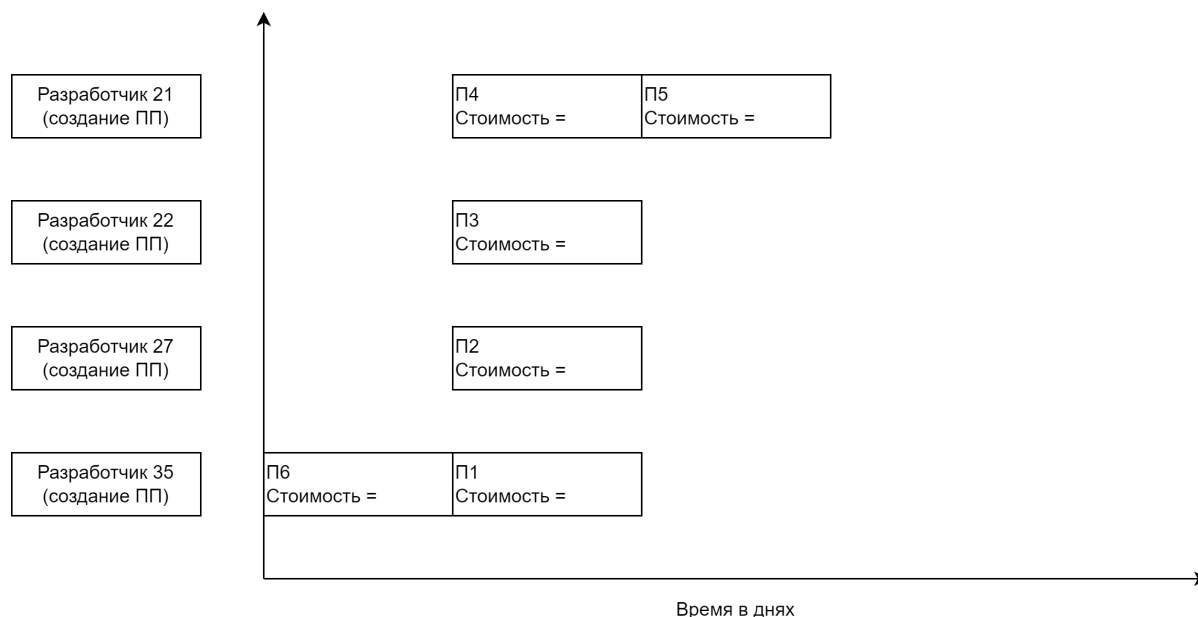 Разработчик 21
(создание ПП)
П4
Стоимость =
П5
Стоимость =
Разработчик 22
(создание ПП)
П3
Стоимость =
Разработчик 27
(создание ПП)
П2
Стоимость =
Разработчик 35
(создание ПП)
П6
Стоимость =
П1
Стоимость =
Время в днях